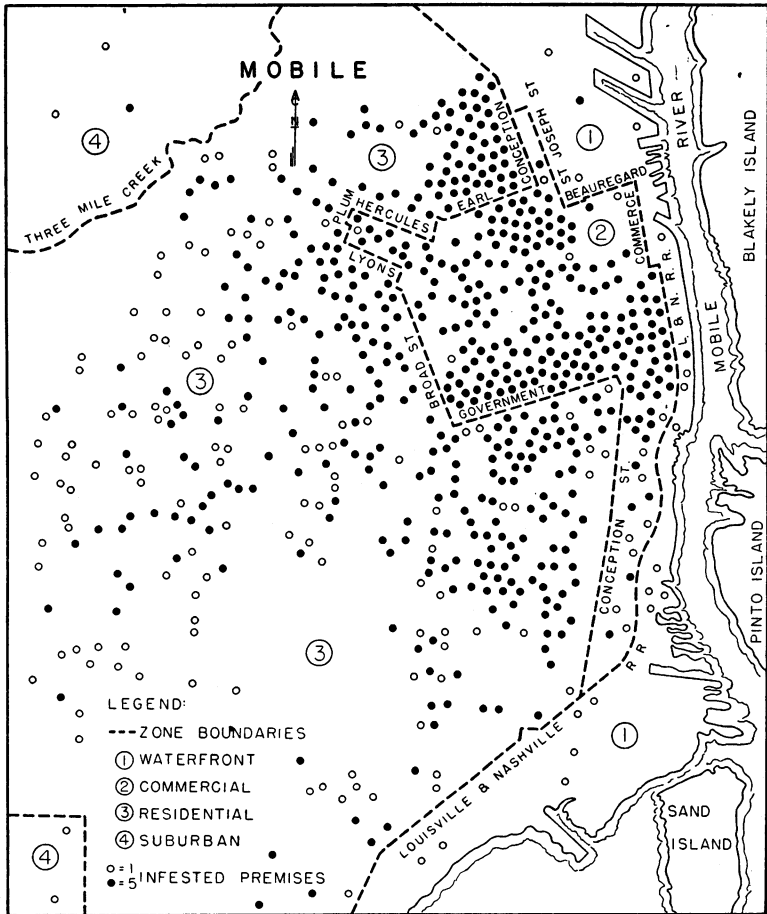 MOBILE
N
4
THREE MILE CREEK
3
CONCEPTION
ST JOSEPH ST
1
RIVER
BLAKELY ISLAND
BEAUREGARD
EARL
HERCULES
PLUM
LYONS
2
COMMERCE
L & N. R. R.
MOBILE
3
BROAD ST
GOVERNMENT
CONCEPTION ST.
PINTO ISLAND
3
R R
LOUISVILLE & NASHVILLE
1
SAND
ISLAND
LEGEND:
ZONE BOUNDARIES
1 WATERFRONT
2 COMMERCIAL
3 RESIDENTIAL
4 SUBURBAN
○=1
●=5 INFESTED PREMISES
4